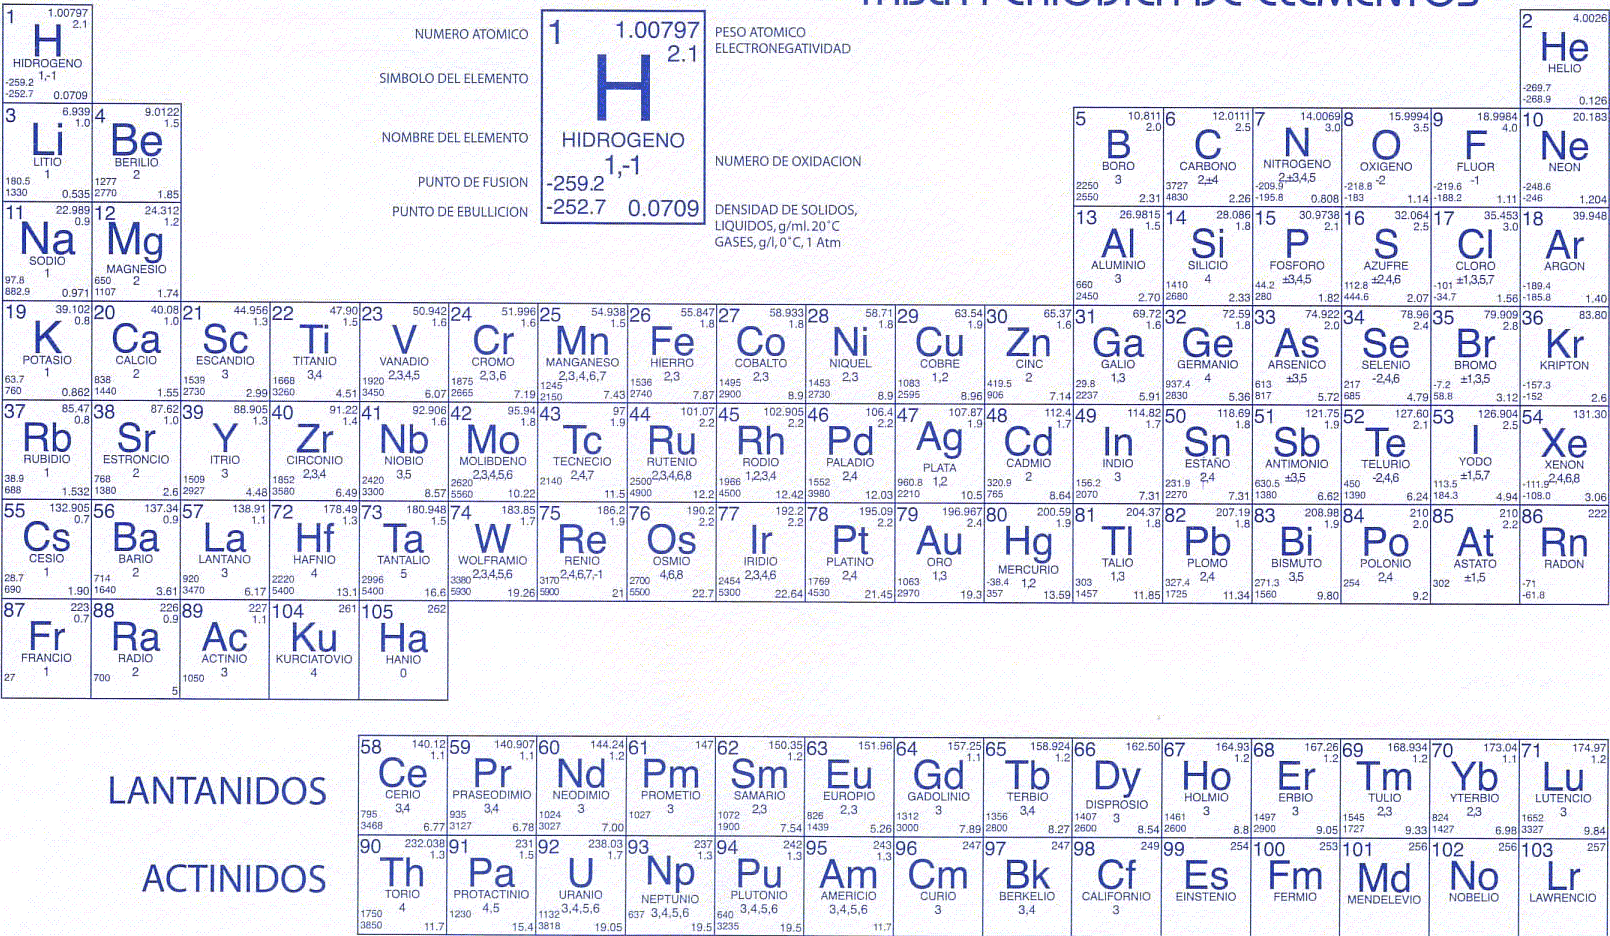 TABLA PERIODICA DE ELEMENTOS
NUMERO ATOMICO
SIMBOLO DEL ELEMENTO
NOMBRE DEL ELEMENTO
PUNTO DE FUSION
PUNTO DE EBULLICION
1 1.00797
2.1
H
HIDROGENO
1,-1
-259.2
-252.7 0.0709
PESO ATOMICO
ELECTRONEGATIVIDAD
NUMERO DE OXIDACION
DENSIDAD DE SOLIDOS,
LIQUIDOS, g/ml. 20°C
GASES, g/l, 0°C, 1 Atm
1 1.00797
2.1
H
HIDROGENO
1,-1
-259.2
-252.7 0.0709
2 4.0026
He
HELIO
-269.7
-268.9 0.126
3 6.939
1.0
Li
LITIO
1
180.5
1330 0.535
4 9.0122
1.5
Be
BERILIO
2
1277
2770 1.85
5 10.811
2.0
B
BORO
3
2250
2550 2.31
6 12.0111
2.5
C
CARBONO
2,±4
3727
4830 2.26
7 14.0069
3.0
N
NITROGENO
2,±3,4,5
-209.9
-195.8 0.808
8 15.9994
3.5
O
OXIGENO
-2
-218.8
-183 1.14
9 18.9984
4.0
F
FLUOR
-1
-219.6
-188.2 1.11
10 20.183
Ne
NEON
-248.6
-246 1.204
11 22.989
0.9
Na
SODIO
1
97.8
882.9 0.971
12 24.312
1.2
Mg
MAGNESIO
2
650
1107 1.74
13 26.9815
1.5
Al
ALUMINIO
3
660
2450 2.70
14 28.086
1.8
Si
SILICIO
4
1410
2680 2.33
15 30.9738
2.1
P
FOSFORO
±3,4,5
44.2
280 1.82
16 32.064
2.5
S
AZUFRE
±2,4,6
112.8
444.6 2.07
17 35.453
3.0
Cl
CLORO
±1,3,5,7
-101
-34.7 1.56
18 39.948
Ar
ARGON
-189.4
-185.8 1.40
19 39.102
0.8
K
POTASIO
1
63.7
760 0.862
20 40.08
1.0
Ca
CALCIO
2
838
1440 1.55
21 44.956
1.3
Sc
ESCANDIO
3
1539
2730 2.99
22 47.90
1.5
Ti
TITANIO
3,4
1668
3260 4.51
23 50.942
1.6
V
VANADIO
2,3,4,5
1920
3450 6.07
24 51.996
1.6
Cr
CROMO
2,3,6
1875
2665 7.19
25 54.938
1.5
Mn
MANGANESO
2,3,4,6,7
1245
2150 7.43
26 55.847
1.8
Fe
HIERRO
2,3
1536
2740 7.87
27 58.933
1.8
Co
COBALTO
2,3
1495
2900 8.9
28 58.71
1.8
Ni
NIQUEL
2,3
1453
2730 8.9
29 63.54
1.9
Cu
COBRE
1,2
1083
2595 8.96
30 65.37
1.6
Zn
CINC
2
419.5
906 7.14
31 69.72
1.6
Ga
GALIO
1,3
29.8
2237 5.91
32 72.59
1.8
Ge
GERMANIO
4
937.4
2830 5.36
33 74.922
2.0
As
ARSENICO
±3,5
613
817 5.72
34 78.96
2.4
Se
SELENIO
-2,4,6
217
685 4.79
35 79.909
2.8
Br
BROMO
±1,3,5
-7.2
58.8 3.12
36 83.80
Kr
KRIPTON
-157.3
-152 2.6
37 85.47
0.8
Rb
RUBIDIO
1
38.9
688 1.532
38 87.62
1.0
Sr
ESTRONCIO
2
768
1380 2.6
39 88.905
1.3
Y
ITRIO
3
1509
2927 4.48
40 91.22
1.4
Zr
CIRCONIO
2,3,4
1852
3580 6.49
41 92.906
1.6
Nb
NIOBIO
3,5
2420
3300 8.57
42 95.94
1.8
Mo
MOLIBDENO
2,3,4,5,6
2620
5560 10.22
43 97
1.9
Tc
TECNECIO
2,4,7
2140
11.5
44 101.07
2.2
Ru
RUTENIO
2,3,4,6,8
2500
4900 12.2
45 102.905
2.2
Rh
RODIO
1,2,3,4
1966
4500 12.42
46 106.4
2.2
Pd
PALADIO
2,4
1552
3980 12.03
47 107.87
1.9
Ag
PLATA
1,2
960.8
2210 10.5
48 112.4
1.7
Cd
CADMIO
2
320.9
765 8.64
49 114.82
1.7
In
INDIO
3
156.2
2070 7.31
50 118.69
1.8
Sn
ESTAÑO
2,4
231.9
2270 7.31
51 121.75
1.9
Sb
ANTIMONIO
±3,5
630.5
1380 6.62
52 127.60
2.1
Te
TELURIO
-2,4,6
450
1390 6.24
53 126.904
2.5
I
YODO
±1,5,7
113.5
184.3 4.94
54 131.30
Xe
XENON
2,4,6,8
-111.9
-108.0 3.06
55 132.905
0.7
Cs
CESIO
1
28.7
690 1.90
56 137.34
0.9
Ba
BARIO
2
714
1640 3.61
57 138.91
1.1
La
LANTANO
3
920
3470 6.17
72 178.49
1.3
Hf
HAFNIO
4
2220
5400 13.1
73 180.948
1.5
Ta
TANTALIO
5
2996
5400 16.6
74 183.85
1.7
W
WOLFRAMIO
2,3,4,5,6
3380
5930 19.26
75 186.2
1.9
Re
RENIO
2,4,6,7,-1
3170
5900 21
76 190.2
2.2
Os
OSMIO
4,6,8
2700
5500 22.7
77 192.2
2.2
Ir
IRIDIO
2,3,4,6
2454
5300 22.64
78 195.09
2.2
Pt
PLATINO
2,4
1769
4530 21.45
79 196.967
2.4
Au
ORO
1,3
1063
2970 19.3
80 200.59
1.9
Hg
MERCURIO
1,2
-38.4
357 13.59
81 204.37
1.8
Tl
TALIO
1,3
303
1457 11.85
82 207.19
1.8
Pb
PLOMO
2,4
327.4
1725 11.34
83 208.98
1.9
Bi
BISMUTO
3,5
271.3
1560 9.80
84 210
2.0
Po
POLONIO
2,4
254
9.2
85 210
2.2
At
ASTATO
±1,5
302
86 222
Rn
RADON
-71
-61.8
87 223
0.7
Fr
FRANCIO
1
27
88 226
0.9
Ra
RADIO
2
700
5
89 227
1.1
Ac
ACTINIO
3
1050
104 261
Ku
KURCIATOVIO
4
105 262
Ha
HANIO
0
LANTANIDOS
58 140.12
1.1
Ce
CERIO
3,4
795
3468 6.77
59 140.907
1.1
Pr
PRASEODIMIO
3,4
935
3127 6.78
60 144.24
1.2
Nd
NEODIMIO
3
1024
3027 7.00
61 147
Pm
PROMETIO
3
1027
62 150.35
1.2
Sm
SAMARIO
2,3
1072
1900 7.54
63 151.96
Eu
EUROPIO
2,3
826
1439 5.26
64 157.25
1.1
Gd
GADOLINIO
3
1312
3000 7.89
65 158.924
1.2
Tb
TERBIO
3,4
1356
2800 8.27
66 162.50
Dy
DISPROSIO
3
1407
2600 8.54
67 164.93
1.2
Ho
HOLMIO
3
1461
2600 8.8
68 167.26
1.2
Er
ERBIO
3
1497
2900 9.05
69 168.934
1.2
Tm
TULIO
2,3
1545
1727 9.33
70 173.04
1.1
Yb
YTERBIO
2,3
824
1427 6.98
71 174.97
1.2
Lu
LUTENCIO
3
1652
3327 9.84
ACTINIDOS
90 232.038
1.3
Th
TORIO
4
1750
3850 11.7
91 231
1.5
Pa
PROTACTINIO
4,5
1230
15.4
92 238.03
1.7
U
URANIO
3,4,5,6
1132
3818 19.05
93 237
1.3
Np
NEPTUNIO
3,4,5,6
637
19.5
94 242
1.3
Pu
PLUTONIO
3,4,5,6
640
3235 19.5
95 243
1.3
Am
AMERICIO
3,4,5,6
11.7
96 247
Cm
CURIO
3
97 247
Bk
BERKELIO
3,4
98 249
Cf
CALIFORNIO
3
99 254
Es
EINSTENIO
100 253
Fm
FERMIO
101 256
Md
MENDELEVIO
102 256
No
NOBELIO
103 257
Lr
LAWRENCIO